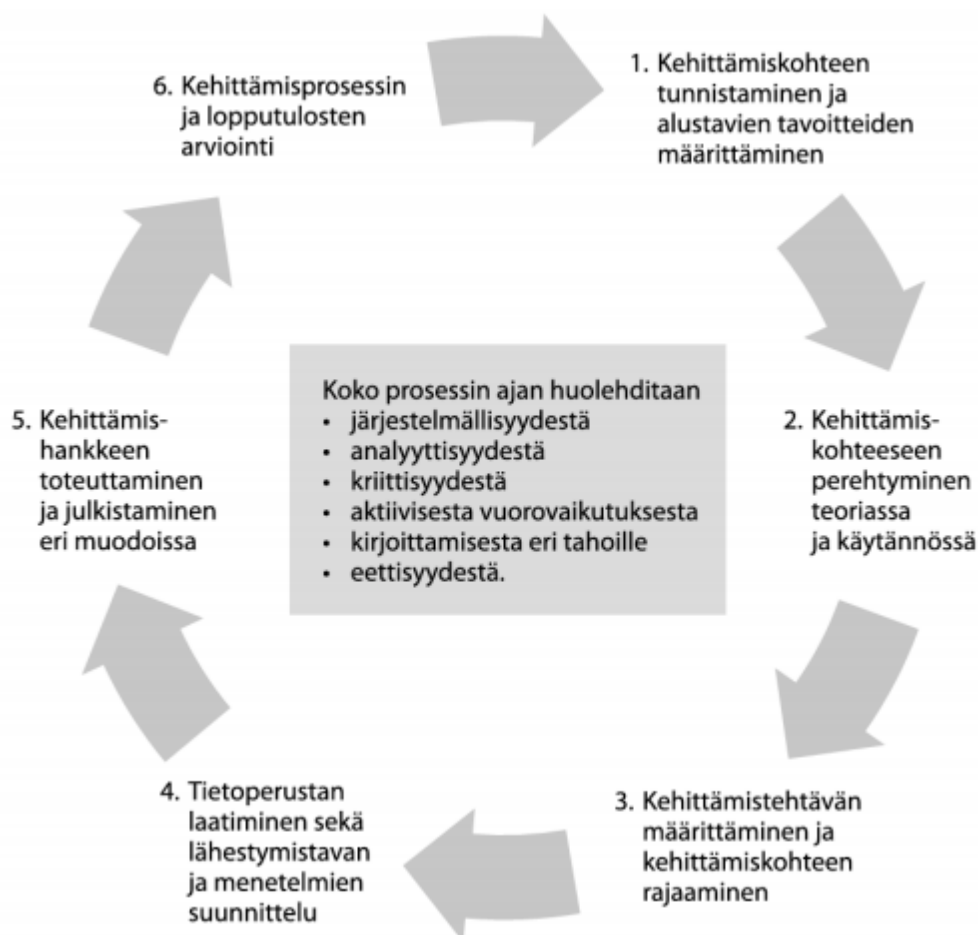 1. Kehittämiskohteen
tunnistaminen ja
alustavien tavoitteiden
määrittäminen
2. Kehittämis-
kohteeseen
perehtyminen
teoriassa
ja käytännössä
3. Kehittämistehtävän
määrittäminen ja
kehittämiskohteen
rajaaminen
4. Tietoperustan
laatiminen sekä
lähestymistavan
ja menetelmien
suunnittelu
5. Kehittämis-
hankkeen
toteuttaminen
ja julkistaminen
eri muodoissa
6. Kehittämisprosessin
ja lopputulosten
arviointi
Koko prosessin ajan huolehditaan
• järjestelmällisyydestä
• analyyttisyydestä
• kriittisyydestä
• aktiivisesta vuorovaikutuksesta
• kirjoittamisesta eri tahoille
• eettisyydestä.